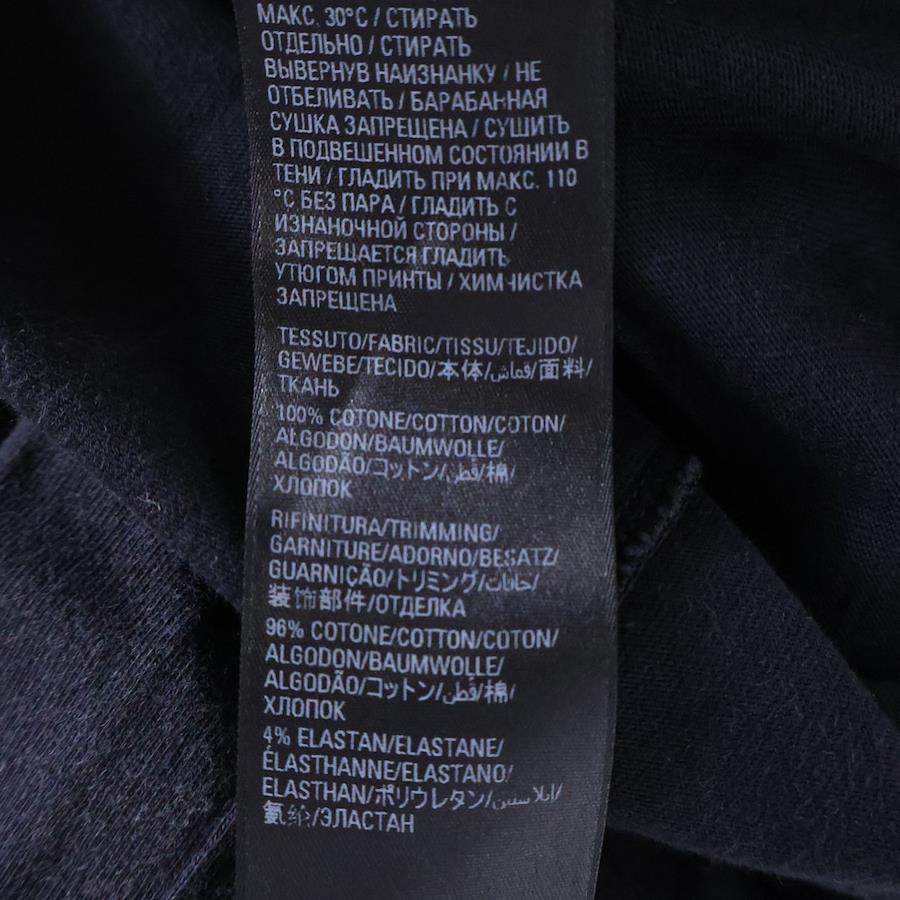 МАКС. 30°C / СТИРАТЬ
ОТДЕЛЬНО / СТИРАТЬ
ВЫВЕРНУВ НАИЗНАНКУ / НЕ
ОТБЕЛИВАТЬ / БАРАБАННАЯ
СУШКА ЗАПРЕЩЕНА / СУШИТЬ
В ПОДВЕШЕННОМ СОСТОЯНИИ В
ТЕНИ / ГЛАДИТЬ ПРИ МАКС. 110
°C БЕЗ ПАРА / ГЛАДИТЬ С
ИЗНАНОЧНОЙ СТОРОНЫ /
ЗАПРЕЩАЕТСЯ ГЛАДИТЬ
УТЮГОМ ПРИНТЫ / ХИМЧИСТКА
ЗАПРЕЩЕНА
TESSUTO/FABRIC/TISSU/TEJIDO/
GEWEBE/TECIDO/本体/قماش/面料/
ТКАНЬ
100% COTONE/COTTON/COTON/
ALGODON/BAUMWOLLE/
ALGODÃO/コットン/قطن/棉/
ХЛОПОК
RIFINITURA/TRIMMING/
GARNITURE/ADORNO/BESATZ/
GUARNIÇÃO/トリミング/حليات/
装饰部件/ОТДЕЛКА
96% COTONE/COTTON/COTON/
ALGODON/BAUMWOLLE/
ALGODÃO/コットン/قطن/棉/
ХЛОПОК
4% ELASTAN/ELASTANE/
ÉLASTHANNE/ELASTANO/
ELASTHAN/ポリウレタン/إيلاستين/
氨纶/ЭЛАСТАН